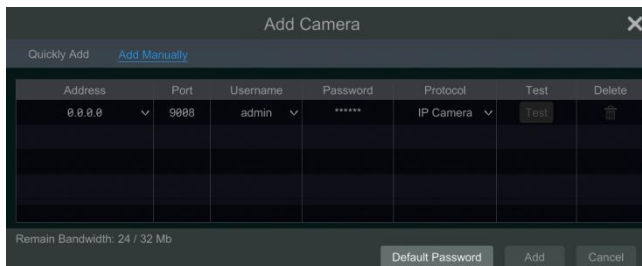 Add Camera
Quickly Add Add Manually
Address Port Username Password Protocol Test Delete
0.0.0.0 9008 admin ****** IP Camera Test
Remain Bandwidth: 24 / 32 Mb
Default Password Add Cancel